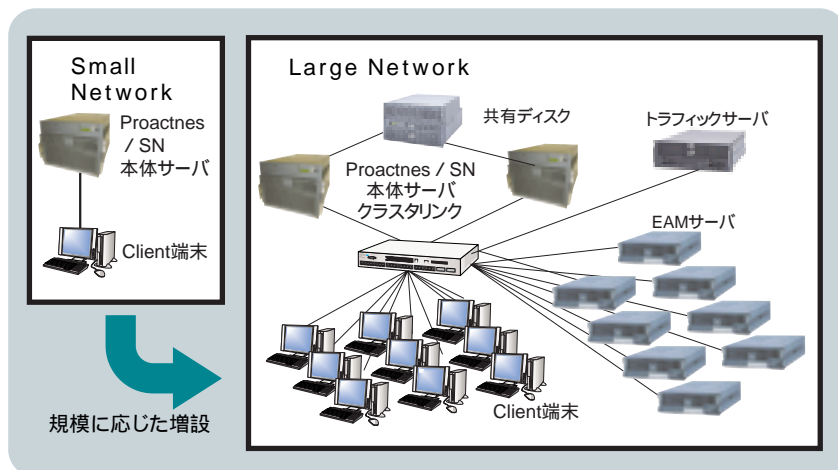 Small
Network
Proactnes
/ SN
本体サーバ
Client端末
規模に応じた増設
Large Network
共有ディスク
トラフィックサーバ
Proactnes / SN
本体サーバ
クラスタリンク
EAMサーバ
Client端末